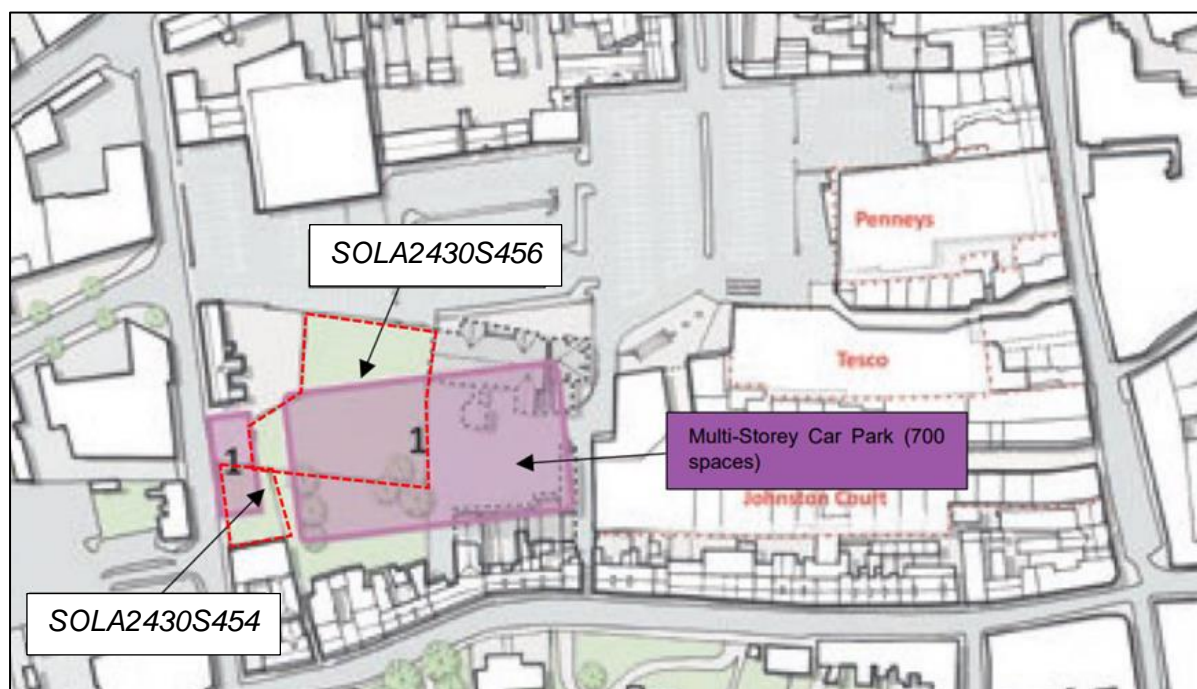 Penneys
SOLA2430S456
Tesco
Multi-Storey Car Park (700
spaces)
1
1
Johnston Court
SOLA2430S454